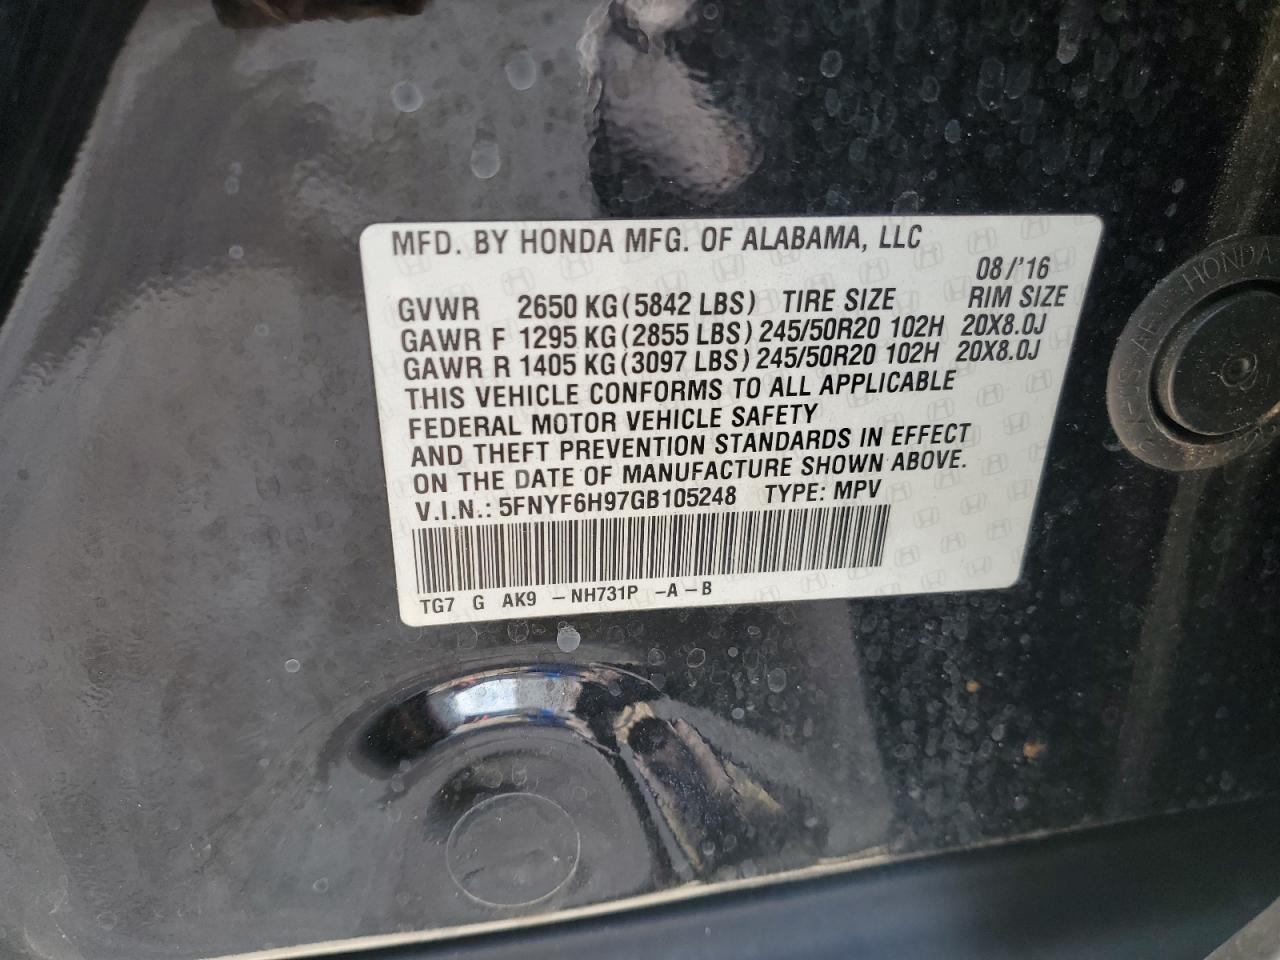 MFD. BY HONDA MFG. OF ALABAMA, LLC
08/'16
GVWR 2650 KG (5842 LBS) TIRE SIZE RIM SIZE
GAWR F 1295 KG (2855 LBS) 245/50R20 102H 20X8.0J
GAWR R 1405 KG (3097 LBS) 245/50R20 102H 20X8.0J
THIS VEHICLE CONFORMS TO ALL APPLICABLE
FEDERAL MOTOR VEHICLE SAFETY
AND THEFT PREVENTION STANDARDS IN EFFECT
ON THE DATE OF MANUFACTURE SHOWN ABOVE.
V.I.N.: 5FNYF6H97GB105248 TYPE: MPV
TG7 G AK9 -NH731P -A-B
HONDA